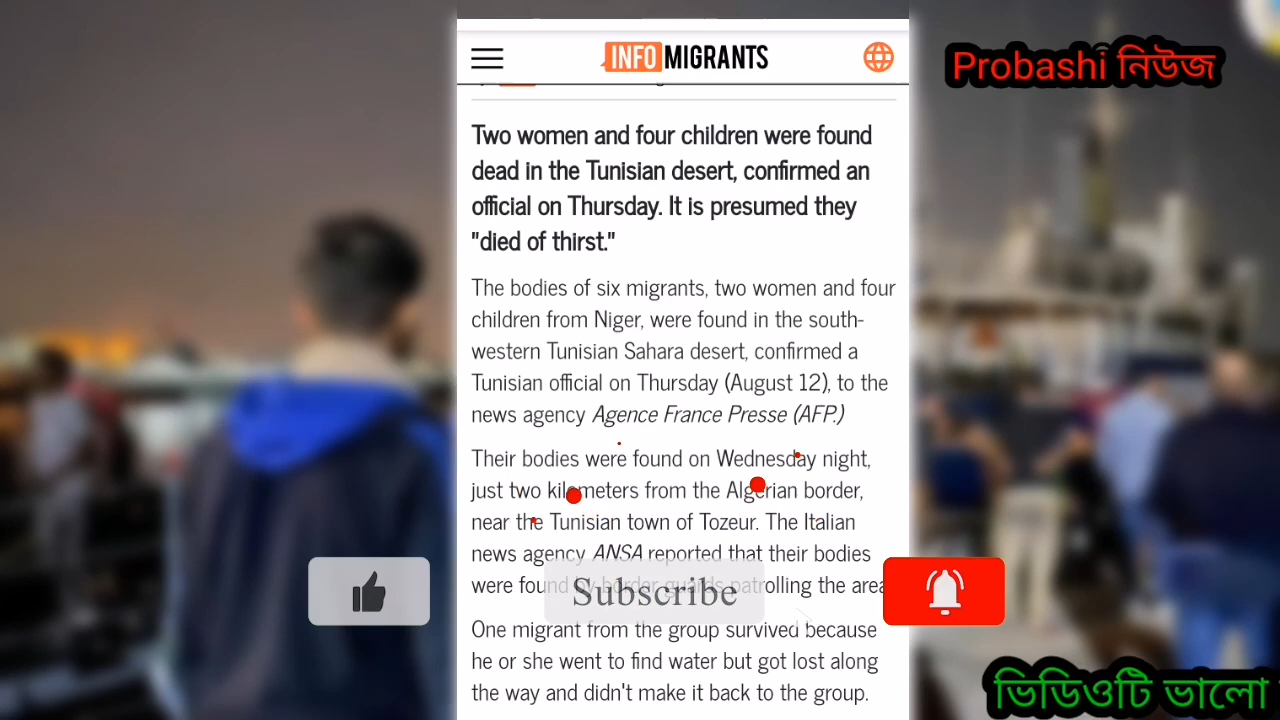 INFO MIGRANTS
Probashi নিউজ
Two women and four children were found
dead in the Tunisian desert, confirmed an
official on Thursday. It is presumed they
"died of thirst."
The bodies of six migrants, two women and four
children from Niger, were found in the south-
western Tunisian Sahara desert, confirmed a
Tunisian official on Thursday (August 12), to the
news agency Agence France Presse (AFP.)
Their bodies were found on Wednesday night,
just two kilometers from the Algerian border,
near the Tunisian town of Tozeur. The Italian
news agency ANSA reported that their bodies
were found by border guards patrolling the area
Subscribe
One migrant from the group survived because
he or she went to find water but got lost along
the way and didn't make it back to the group.
ভিডিওটি ভালো